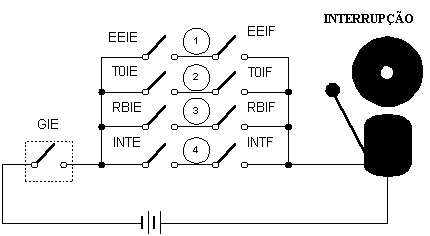 INTERRUPÇÃO
EEIE 1 EEIF
T0IE 2 T0IF
RBIE 3 RBIF
GIE
INTE 4 INTF